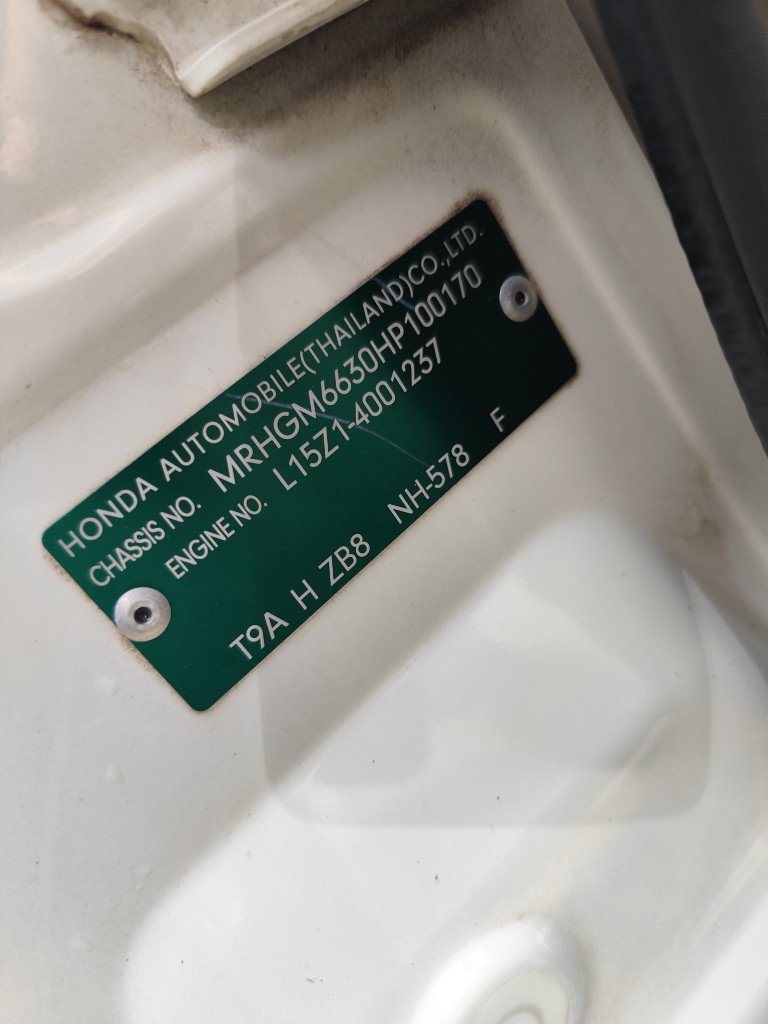 HONDA AUTOMOBILE(THAILAND)CO.,LTD.
CHASSIS NO. MRHGM6630HP100170
ENGINE NO. L15Z1-4001237
T9A H ZB8 NH-578 F